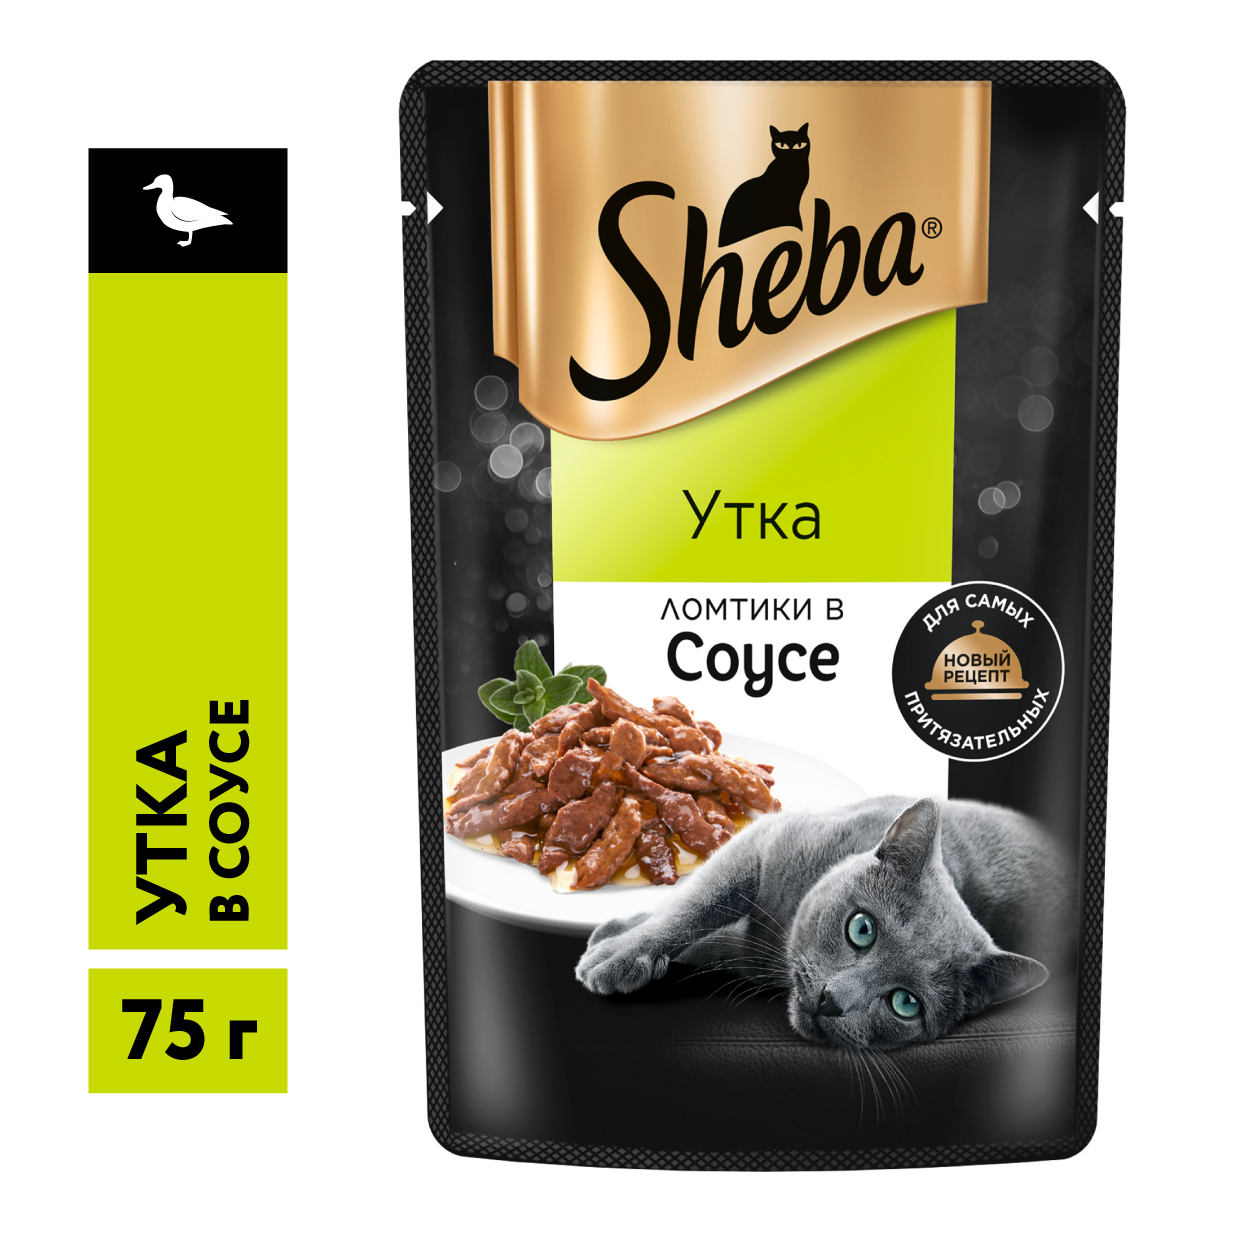 УТКА
В СОУСЕ
75 г
Sheba®
Утка
ЛОМТИКИ В
Соусе
ДЛЯ САМЫХ
НОВЫЙ
РЕЦЕПТ
ПРИТЯЗАТЕЛЬНЫХ